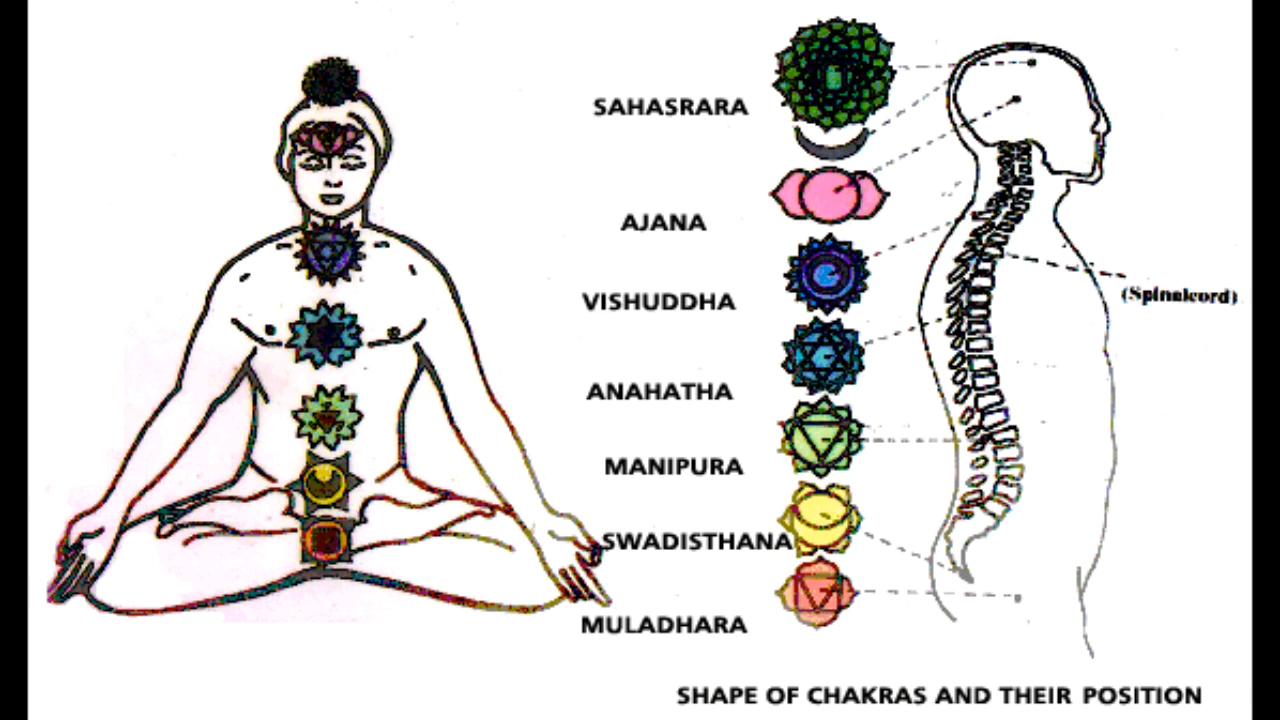 SAHASRARA
AJANA
VISHUDDHA
(Spinalcord)
ANAHATHA
MANIPURA
SWADISTHANA
MULADHARA
SHAPE OF CHAKRAS AND THEIR POSITION